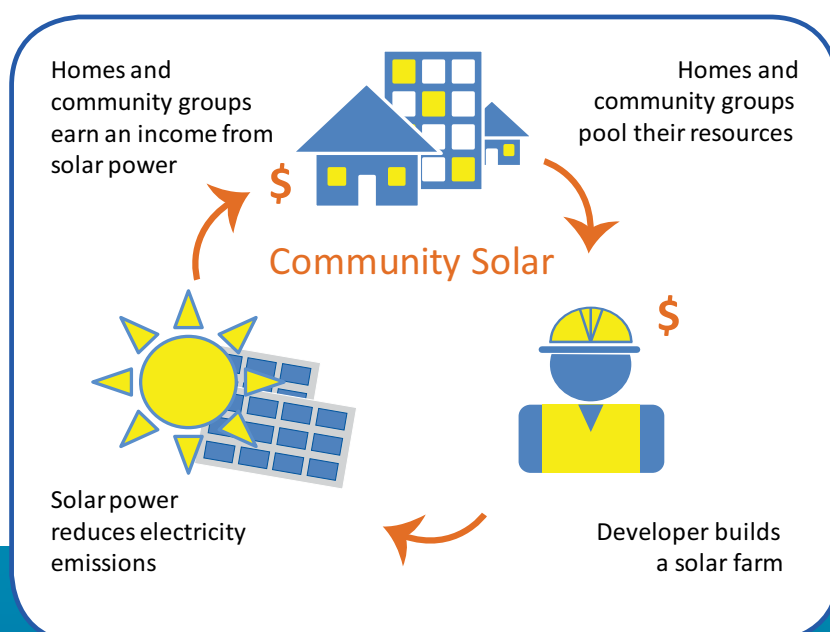 Homes and
community groups
earn an income from
solar power
Homes and
community groups
pool their resources
$
Community Solar
$
Solar power
reduces electricity
emissions
Developer builds
a solar farm